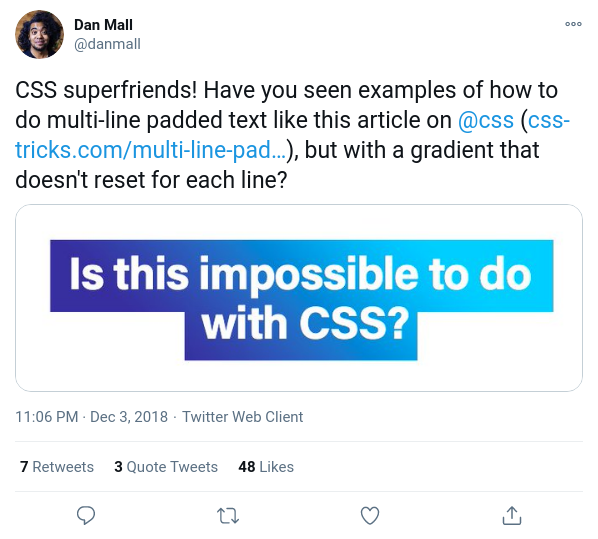 Dan Mall
@danmall
CSS superfriends! Have you seen examples of how to
do multi-line padded text like this article on @css (css-
tricks.com/multi-line-pad…), but with a gradient that
doesn't reset for each line?
Is this impossible to do
with CSS?
11:06 PM · Dec 3, 2018 · Twitter Web Client
7 Retweets 3 Quote Tweets 48 Likes